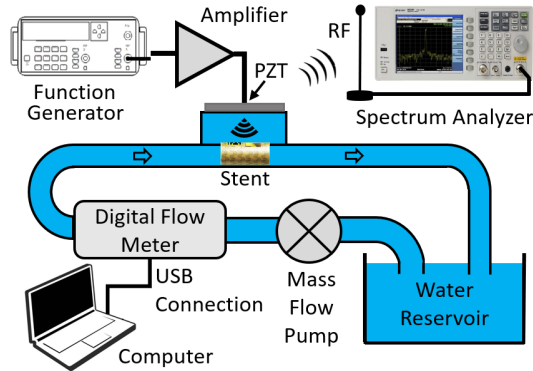 Amplifier
RF
PZT
Function
Generator
Spectrum Analyzer
Stent
Digital Flow
Meter
USB
Connection
Mass
Flow
Pump
Water
Reservoir
Computer